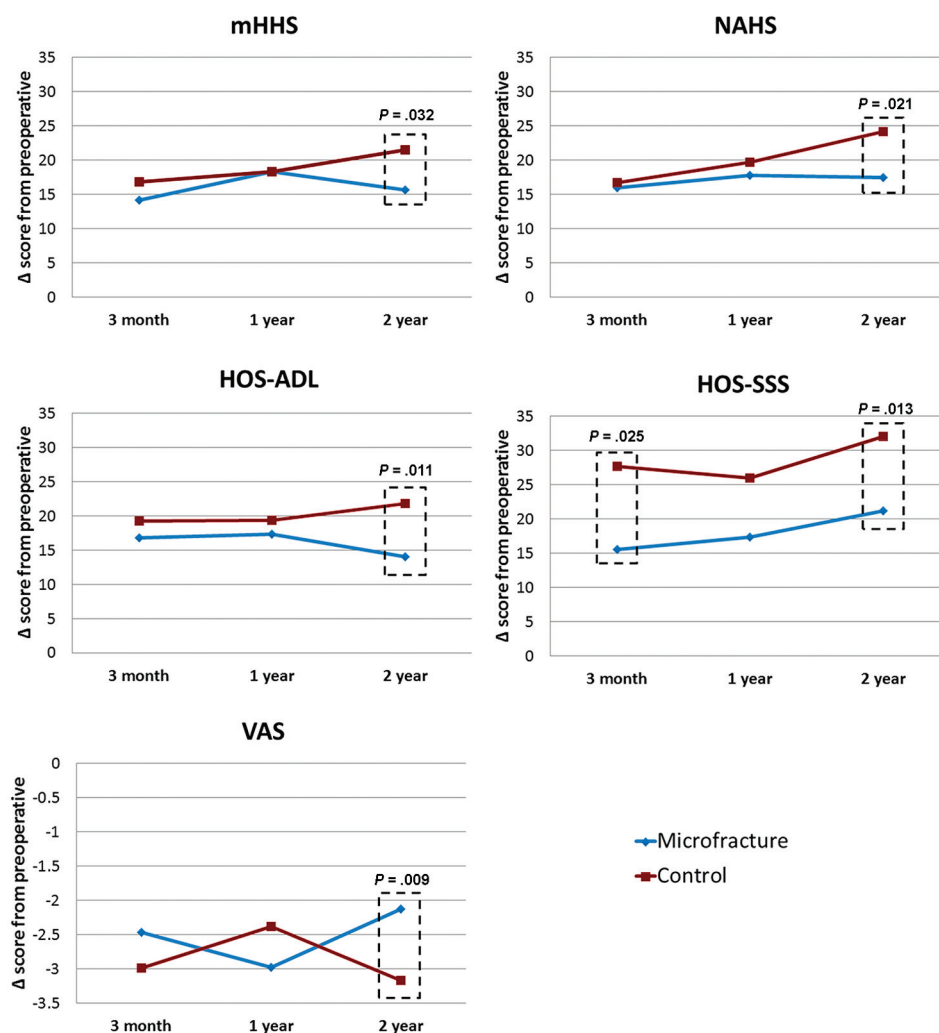 mHHS
Δ score from preoperative
35
30
25
20
15
10
5
0
P = .032
3 month 1 year 2 year
NAHS
Δ score from preoperative
35
30
25
20
15
10
5
0
P = .021
3 month 1 year 2 year
HOS-ADL
Δ score from preoperative
35
30
25
20
15
10
5
0
P = .011
3 month 1 year 2 year
HOS-SSS
Δ score from preoperative
35
30
25
20
15
10
5
0
P = .025
P = .013
3 month 1 year 2 year
VAS
Δ score from preoperative
0
-0.5
-1
-1.5
-2
-2.5
-3
-3.5
P = .009
3 month 1 year 2 year
Microfracture
Control